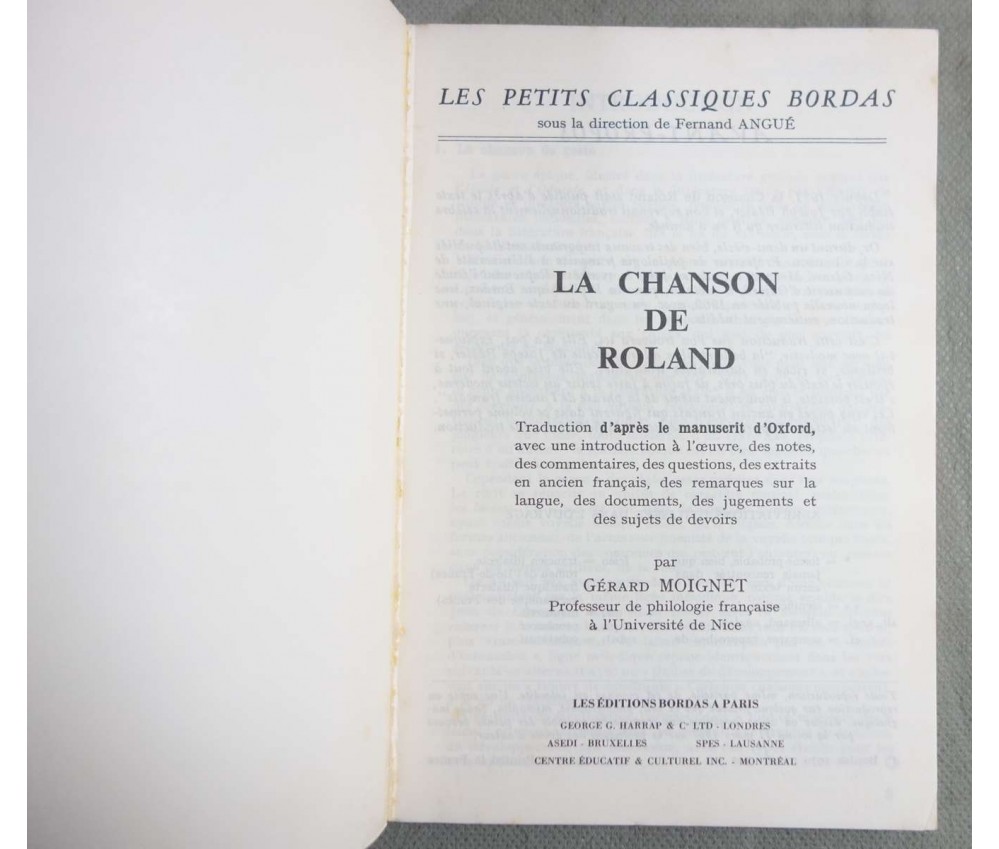 LES PETITS CLASSIQUES BORDAS
sous la direction de Fernand ANGUÉ
LA CHANSON
DE
ROLAND
Traduction d'après le manuscrit d'Oxford,
avec une introduction à l'œuvre, des notes,
des commentaires, des questions, des extraits
en ancien français, des remarques sur la
langue, des documents, des jugements et
des sujets de devoirs
par
GÉRARD MOIGNET
Professeur de philologie française
à l'Université de Nice
LES ÉDITIONS BORDAS A PARIS
GEORGE G. HARRAP & Cº LTD - LONDRES
ASEDI - BRUXELLES SPES - LAUSANNE
CENTRE ÉDUCATIF & CULTUREL INC. - MONTRÉAL